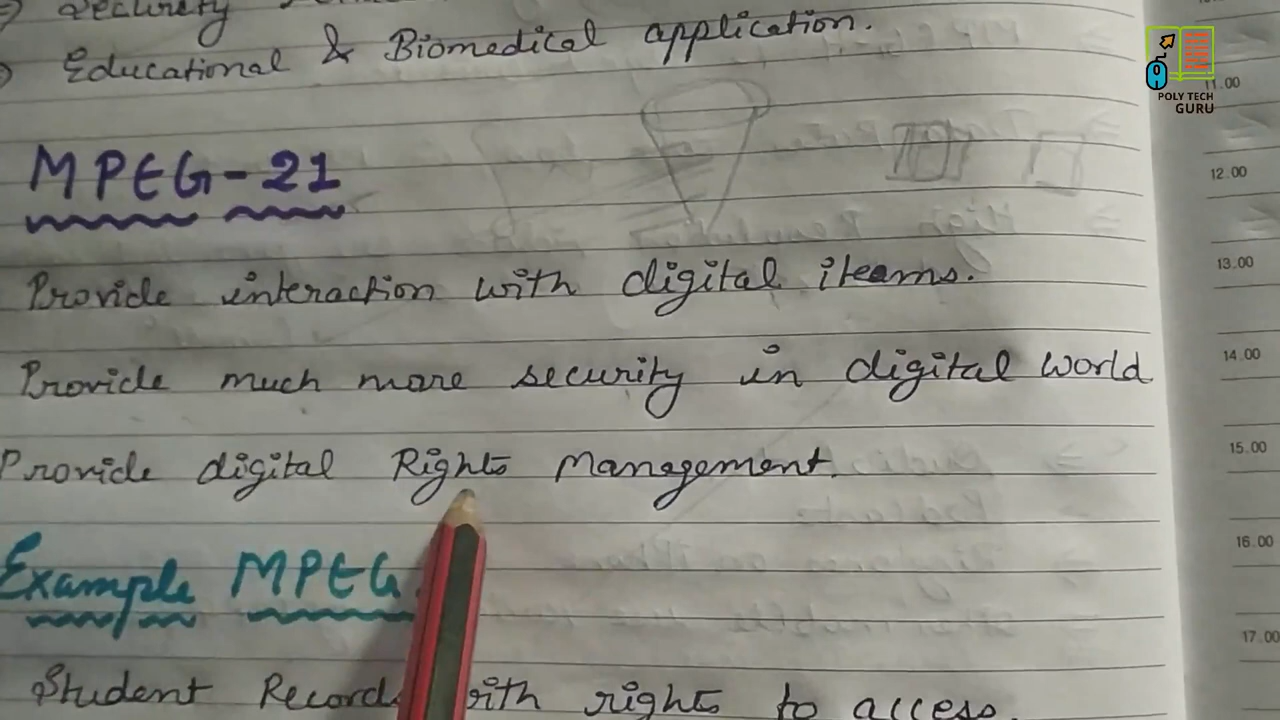 Security
Educational & Biomedical application.
POLY TECH
GURU
11.00
MPEG-21
12.00
Provide interaction with digital iteams.
13.00
Provide much more security in digital world
14.00
Provide digital Rights Management.
15.00
16.00
Example MPEG
17.00
Student Records with rights to access.